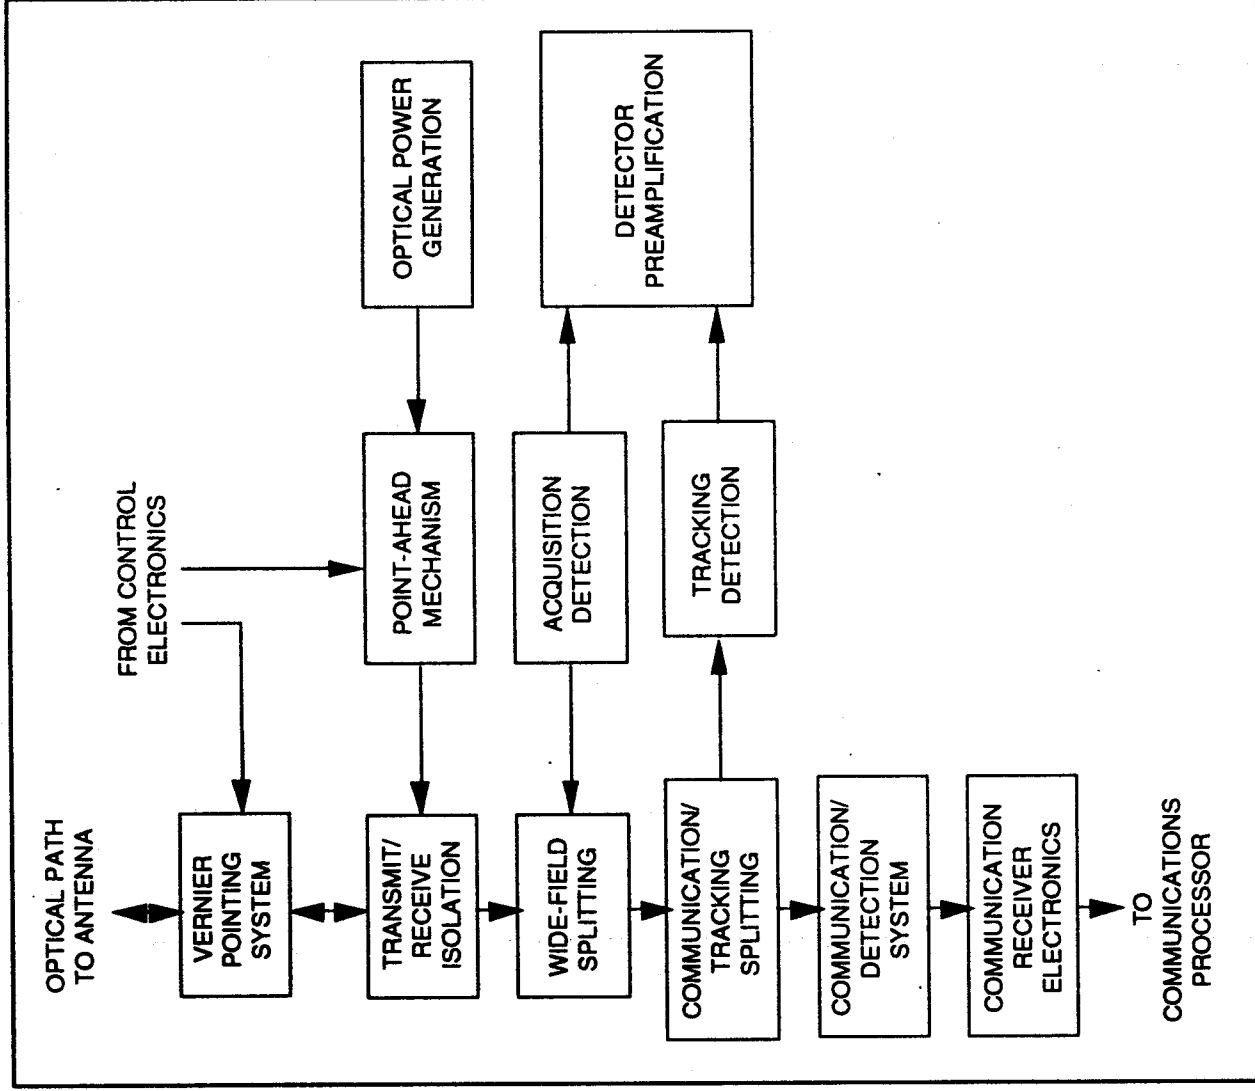 OPTICAL PATH
TO ANTENNA
FROM CONTROL
ELECTRONICS
VERNIER
POINTING
SYSTEM
TRANSMIT/
RECEIVE
ISOLATION
POINT-AHEAD
MECHANISM
OPTICAL POWER
GENERATION
WIDE-FIELD
SPLITTING
ACQUISITION
DETECTION
DETECTOR
PREAMPLIFICATION
COMMUNICATION/
TRACKING
SPLITTING
TRACKING
DETECTION
COMMUNICATION/
DETECTION
SYSTEM
COMMUNICATION
RECEIVER
ELECTRONICS
TO
COMMUNICATIONS
PROCESSOR